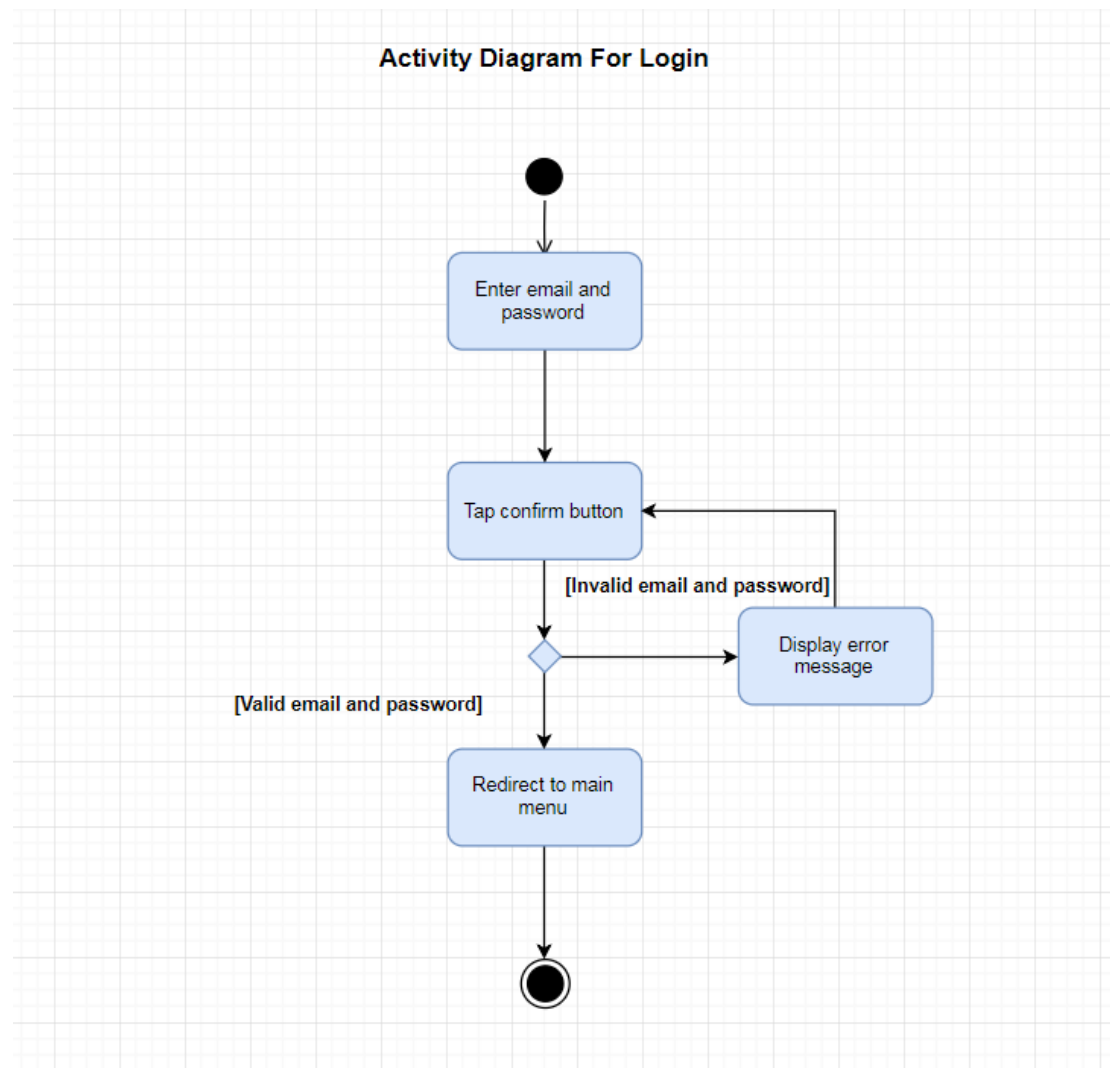 Activity Diagram For Login
Enter email and
password
Tap confirm button
[Invalid email and password]
Display error
message
[Valid email and password]
Redirect to main
menu